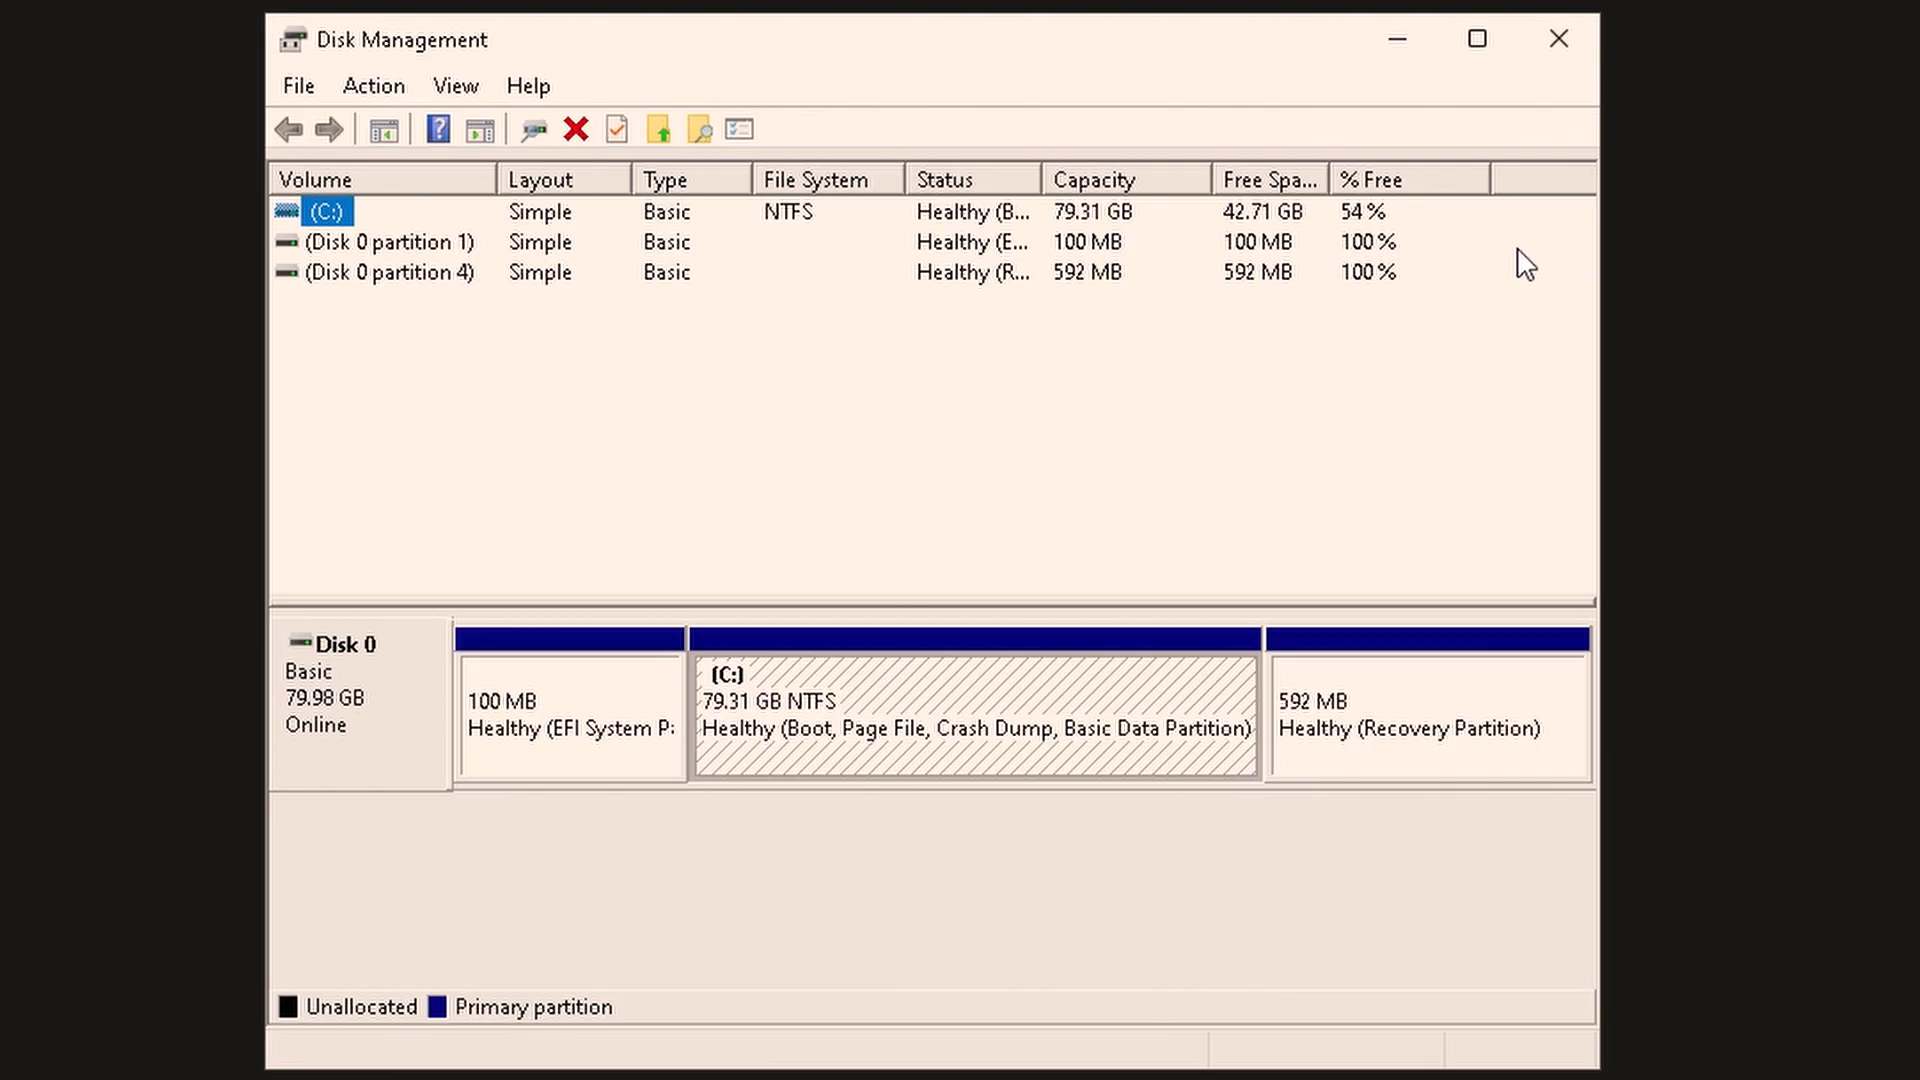 Disk Management
File Action View Help
Volume Layout Type File System Status Capacity Free Spa... % Free
(C:) Simple Basic NTFS Healthy (B... 79.31 GB 42.71 GB 54 %
(Disk 0 partition 1) Simple Basic Healthy (E... 100 MB 100 MB 100 %
(Disk 0 partition 4) Simple Basic Healthy (R... 592 MB 592 MB 100 %
Disk 0
Basic
79.98 GB
Online
100 MB
Healthy (EFI System P
(C:)
79.31 GB NTFS
Healthy (Boot, Page File, Crash Dump, Basic Data Partition)
592 MB
Healthy (Recovery Partition)
Unallocated Primary partition